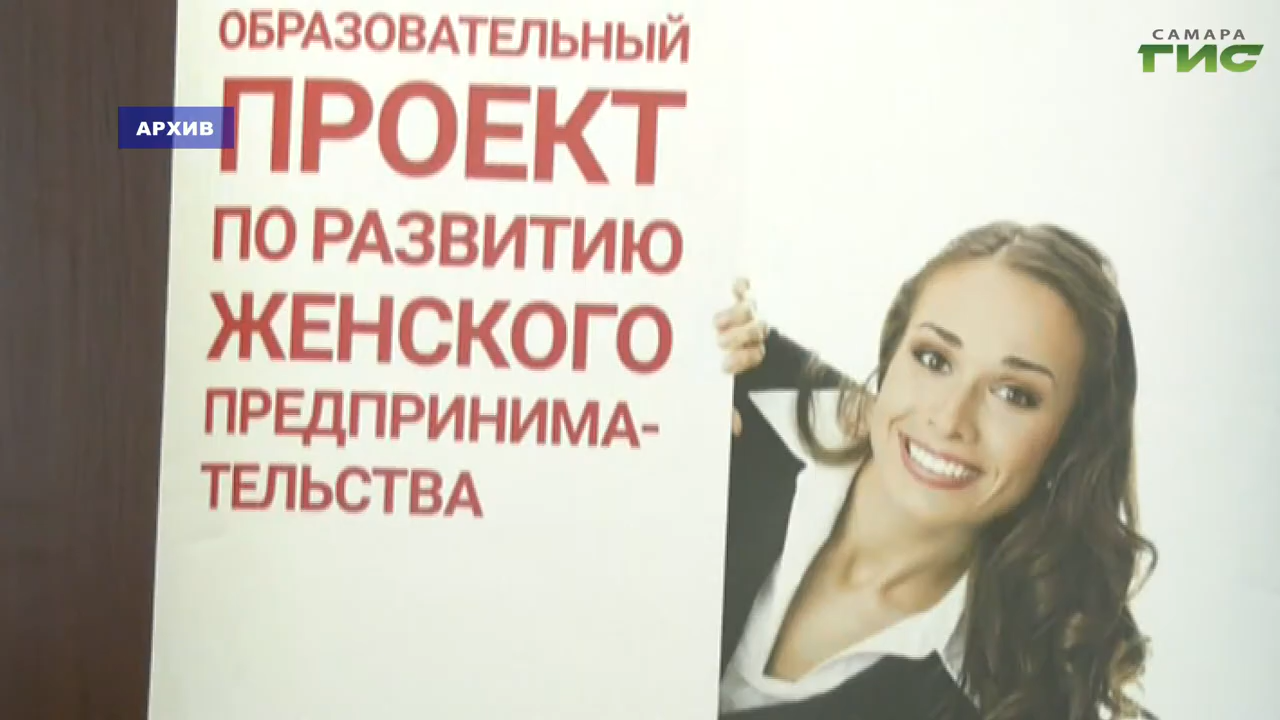 ОБРАЗОВАТЕЛЬНЫЙ
ПРОЕКТ
ПО РАЗВИТИЮ
ЖЕНСКОГО
ПРЕДПРИНИМА-
ТЕЛЬСТВА
АРХИВ
САМАРА
ГИС